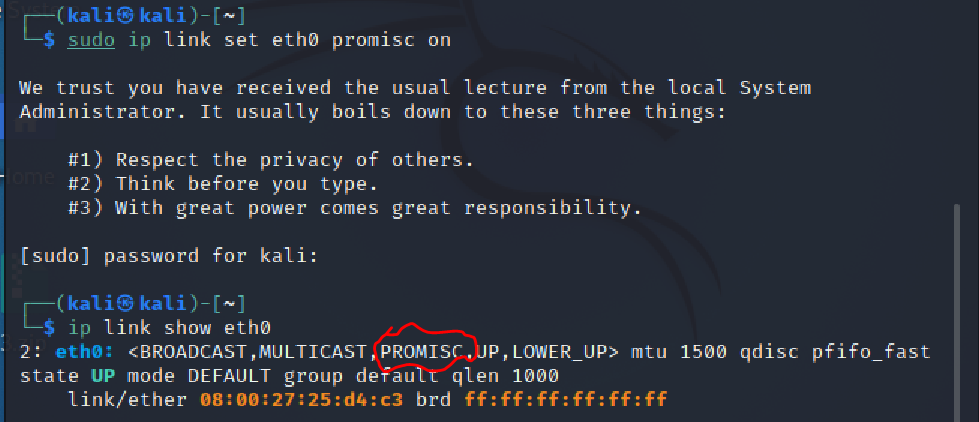 ┌──(kali㉿kali)-[~]
└─$ sudo ip link set eth0 promisc on
We trust you have received the usual lecture from the local System
Administrator. It usually boils down to these three things:
#1) Respect the privacy of others.
#2) Think before you type.
#3) With great power comes great responsibility.
[sudo] password for kali:
┌──(kali㉿kali)-[~]
└─$ ip link show eth0
2: eth0: <BROADCAST,MULTICAST,PROMISC,UP,LOWER_UP> mtu 1500 qdisc pfifo_fast
state UP mode DEFAULT group default qlen 1000
link/ether 08:00:27:25:d4:c3 brd ff:ff:ff:ff:ff:ff